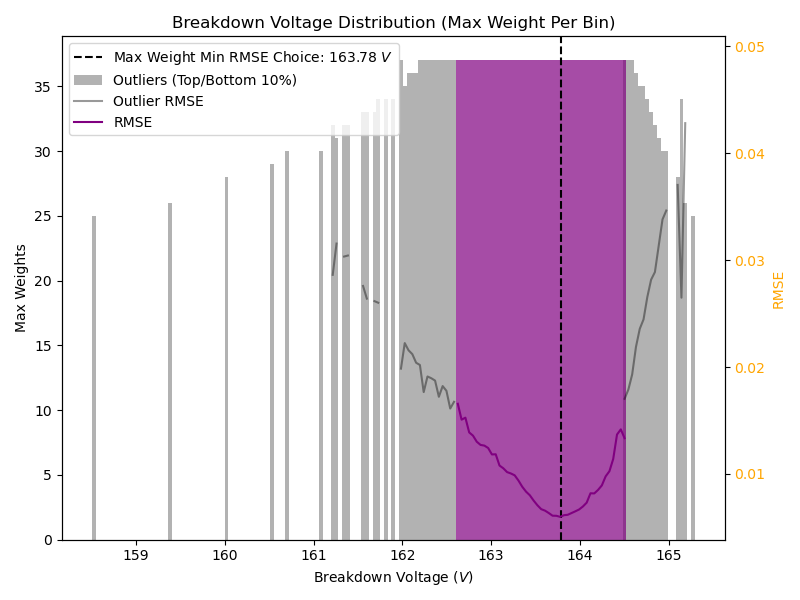 Breakdown Voltage Distribution (Max Weight Per Bin)
Max Weight Min RMSE Choice: 163.78 V
Outliers (Top/Bottom 10%)
Outlier RMSE
RMSE
Max Weights
0
5
10
15
20
25
30
35
159
160
161
162
163
164
165
Breakdown Voltage (V)
0.05
0.04
0.03
0.02
0.01
RMSE